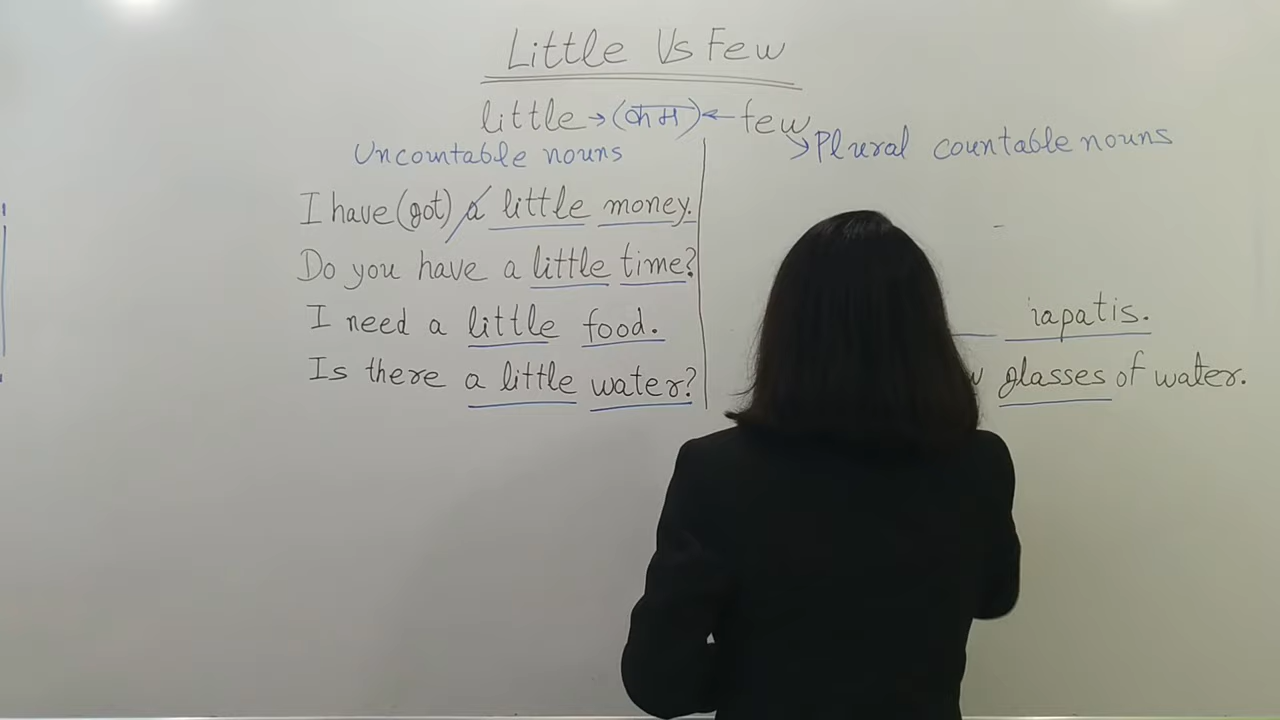 Little Vs Few
little → (कम) ← few
Uncountable nouns
→ Plural countable nouns
I have (got) a little money.
Do you have a little time?
I need a little food.
Is there a little water?
glasses of water.